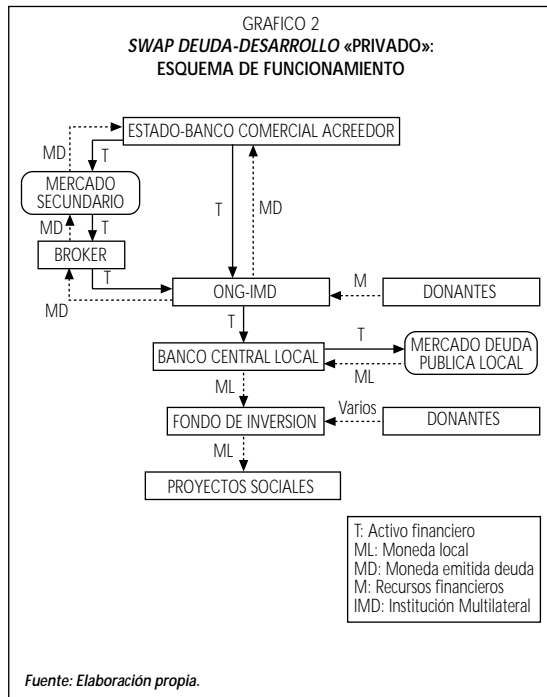 GRAFICO 2
SWAP DEUDA-DESARROLLO «PRIVADO»:
ESQUEMA DE FUNCIONAMIENTO
ESTADO-BANCO COMERCIAL ACREEDOR
MD
T
MERCADO
SECUNDARIO
T
MD
MD
T
BROKER
T
MD
ONG-IMD
M
DONANTES
T
BANCO CENTRAL LOCAL
T
ML
MERCADO DEUDA
PUBLICA LOCAL
ML
FONDO DE INVERSION
Varios
DONANTES
ML
PROYECTOS SOCIALES
T: Activo financiero
ML: Moneda local
MD: Moneda emitida deuda
M: Recursos financieros
IMD: Institución Multilateral
Fuente: Elaboración propia.